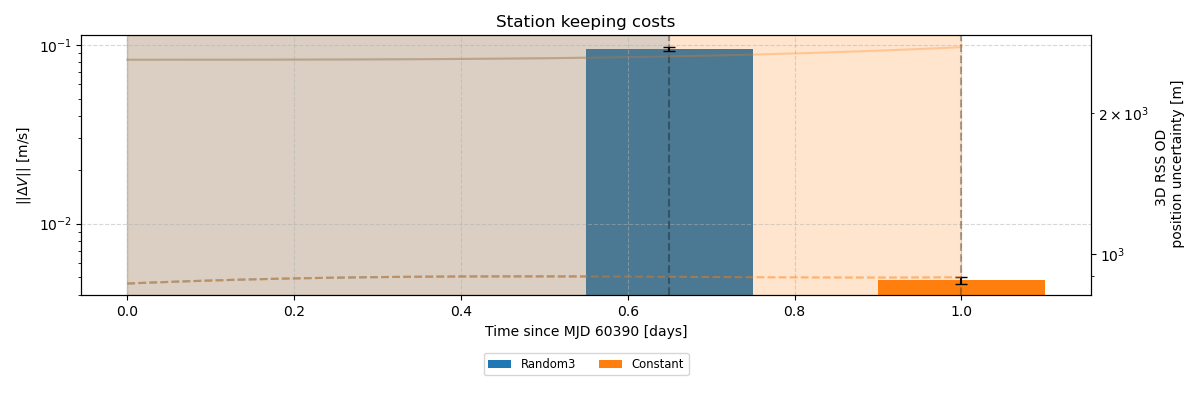 Station keeping costs
10⁻¹
10⁻²
||ΔV|| [m/s]
2 × 10³
10³
3D RSS OD
position uncertainty [m]
0.0 0.2 0.4 0.6 0.8 1.0
Time since MJD 60390 [days]
Random3 Constant